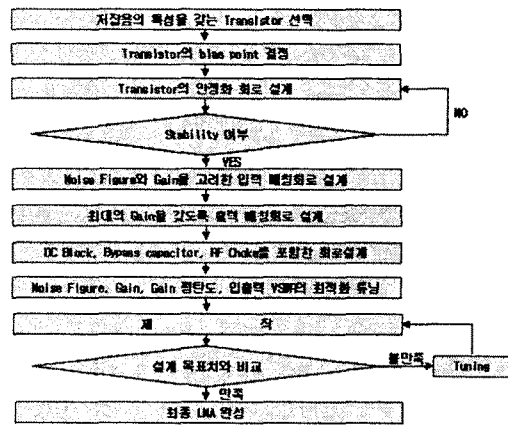 저잡음의 특성을 갖는 Transistor 선택
Transistor의 bias point 결정
Transistor의 안정화 회로 설계
NO
Stability 여부
YES
Noise Figure와 Gain을 고려한 입력 매칭회로 설계
최대의 Gain을 갖도록 출력 매칭회로 설계
DC Block, Bypass capacitor, RF Choke를 포함한 회로설계
Noise Figure, Gain, Gain 평탄도, 입출력 VSWR의 최적화 튜닝
제 작
설계 목표치와 비교
불만족
Tuning
만족
최종 LNA 완성